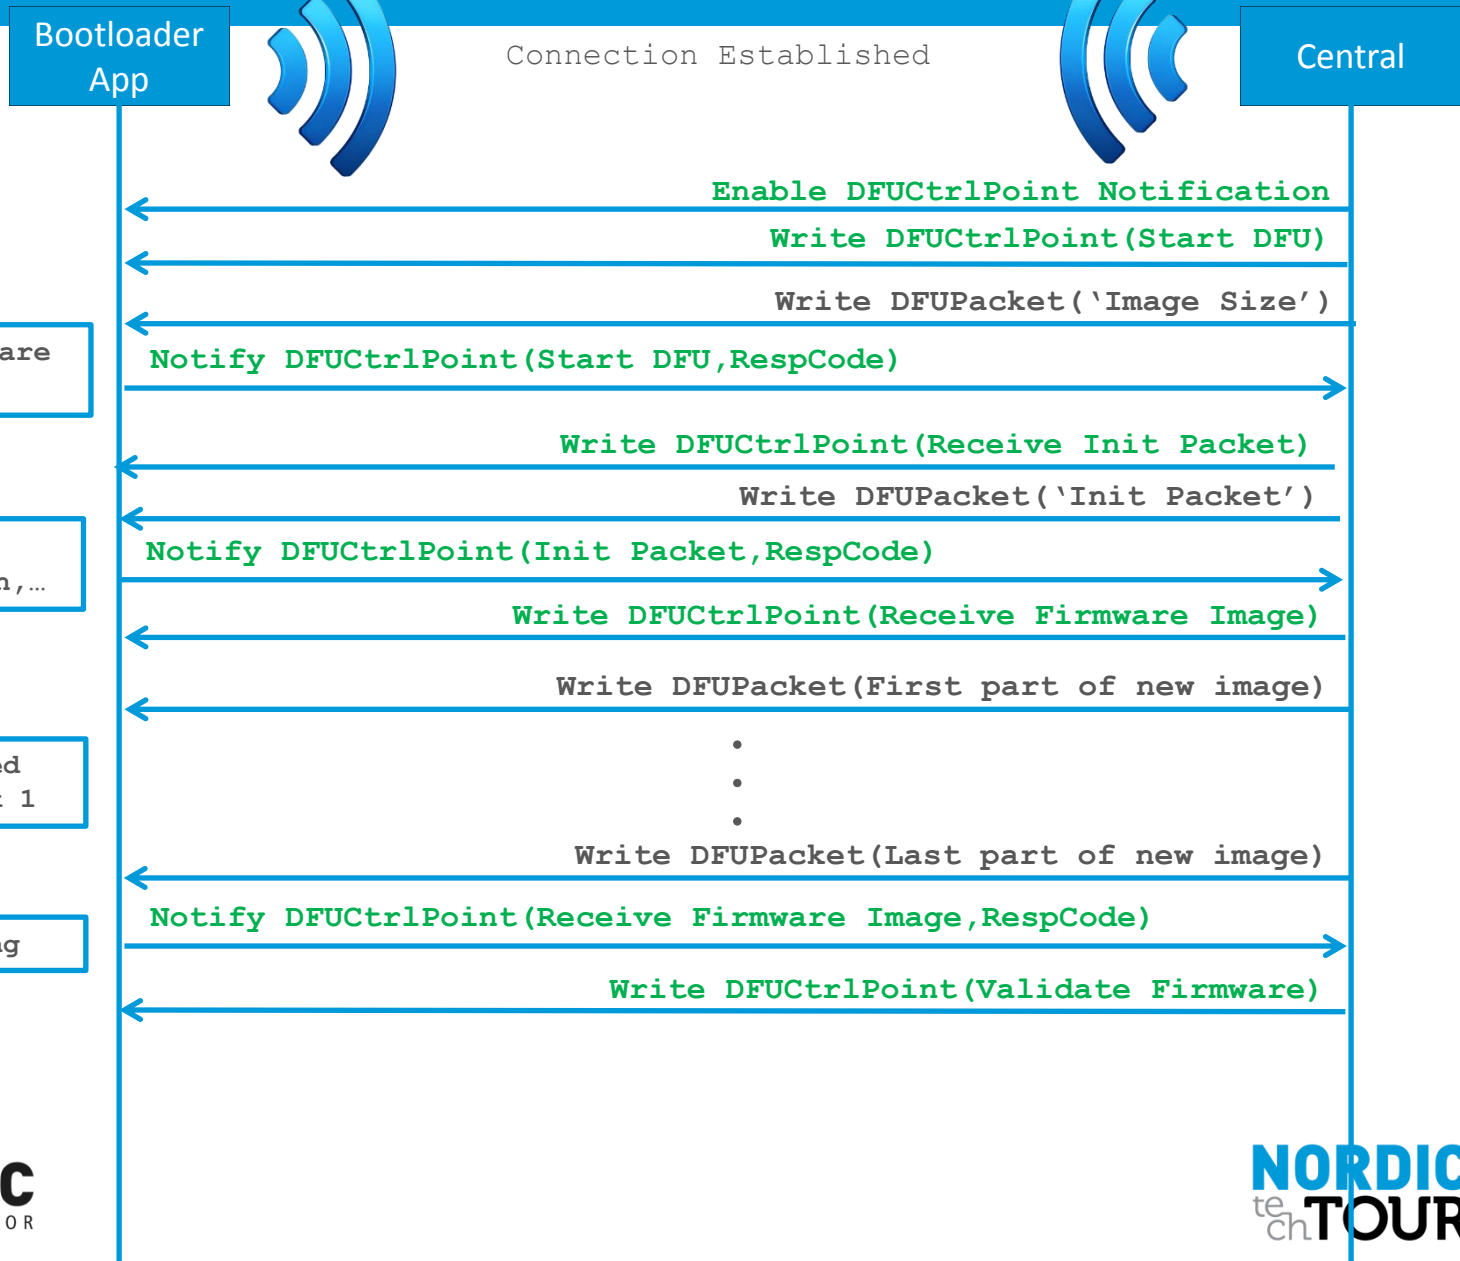 Bootloader
App
Connection Established
Central
Enable DFUCtrlPoint Notification
Write DFUCtrlPoint(Start DFU)
Write DFUPacket(‘Image Size’)
are
Notify DFUCtrlPoint(Start DFU,RespCode)
Write DFUCtrlPoint(Receive Init Packet)
Write DFUPacket(‘Init Packet’)
Notify DFUCtrlPoint(Init Packet,RespCode)
n,…
Write DFUCtrlPoint(Receive Firmware Image)
Write DFUPacket(First part of new image)
ed
1
Write DFUPacket(Last part of new image)
Notify DFUCtrlPoint(Receive Firmware Image,RespCode)
g
Write DFUCtrlPoint(Validate Firmware)
C
OR
NORDIC
tech TOUR